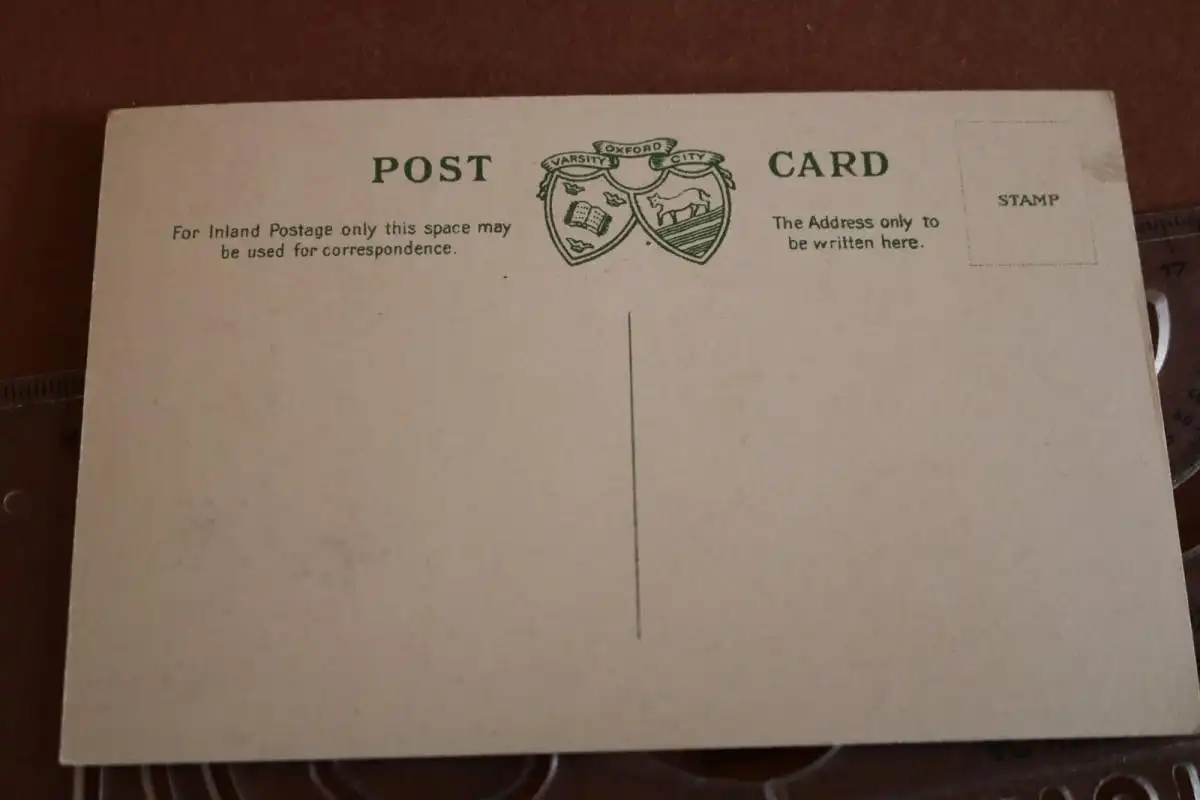 POST CARD
VARSITY OXFORD CITY
For Inland Postage only this space may
be used for correspondence.
The Address only to
be written here.
STAMP